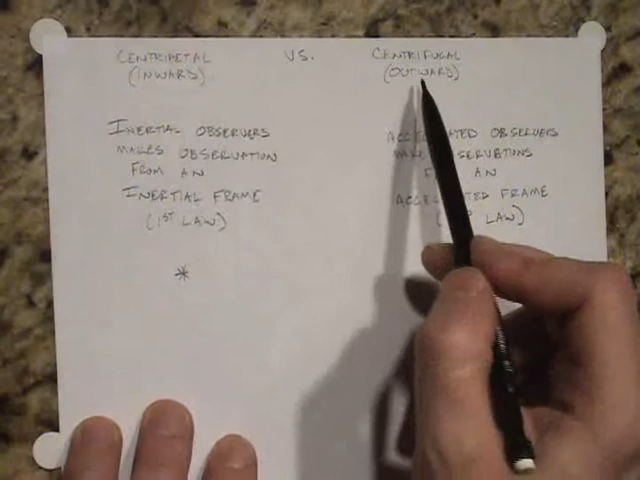 CENTRIPETAL VS. CENTRIFUGAL
(INWARD) (OUTWARD)
INERTIAL OBSERVERS
MAKES OBSERVATION
FROM AN
INERTIAL FRAME
(1ST LAW)
*
OBSERVERS
AN
FRAME
LAW)